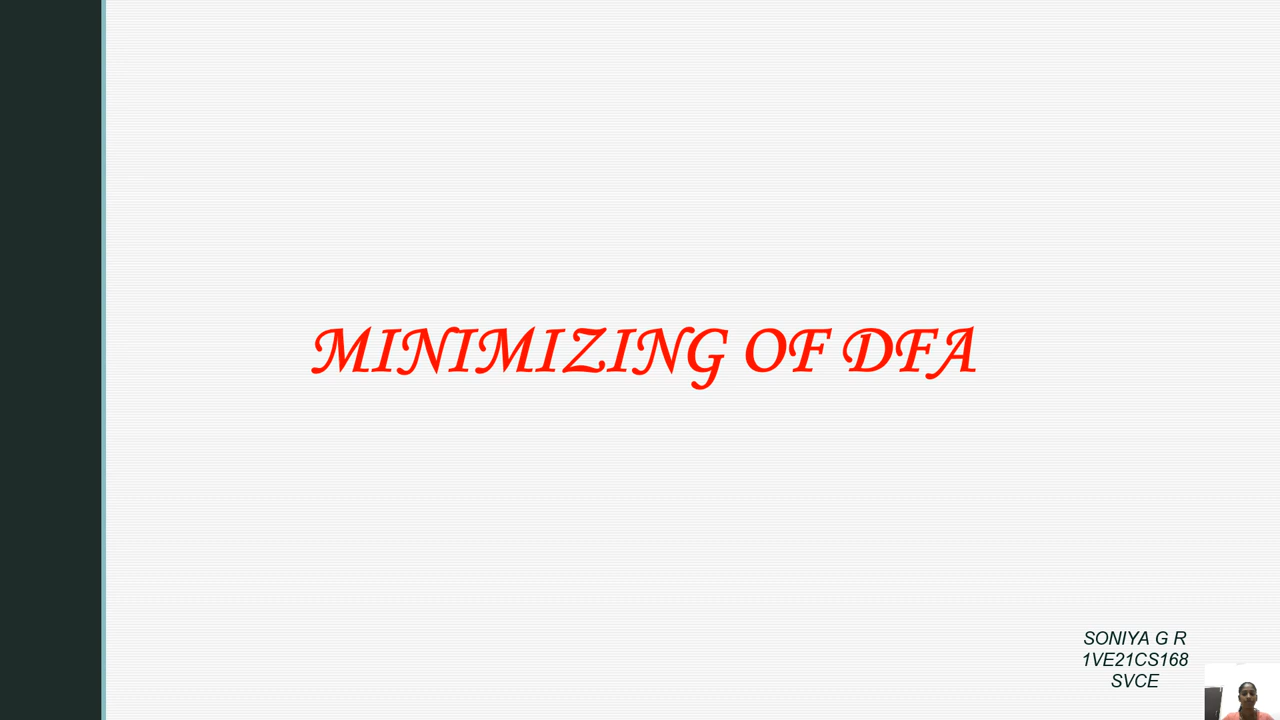 MINIMIZING OF DFA
SONIYA G R
1VE21CS168
SVCE